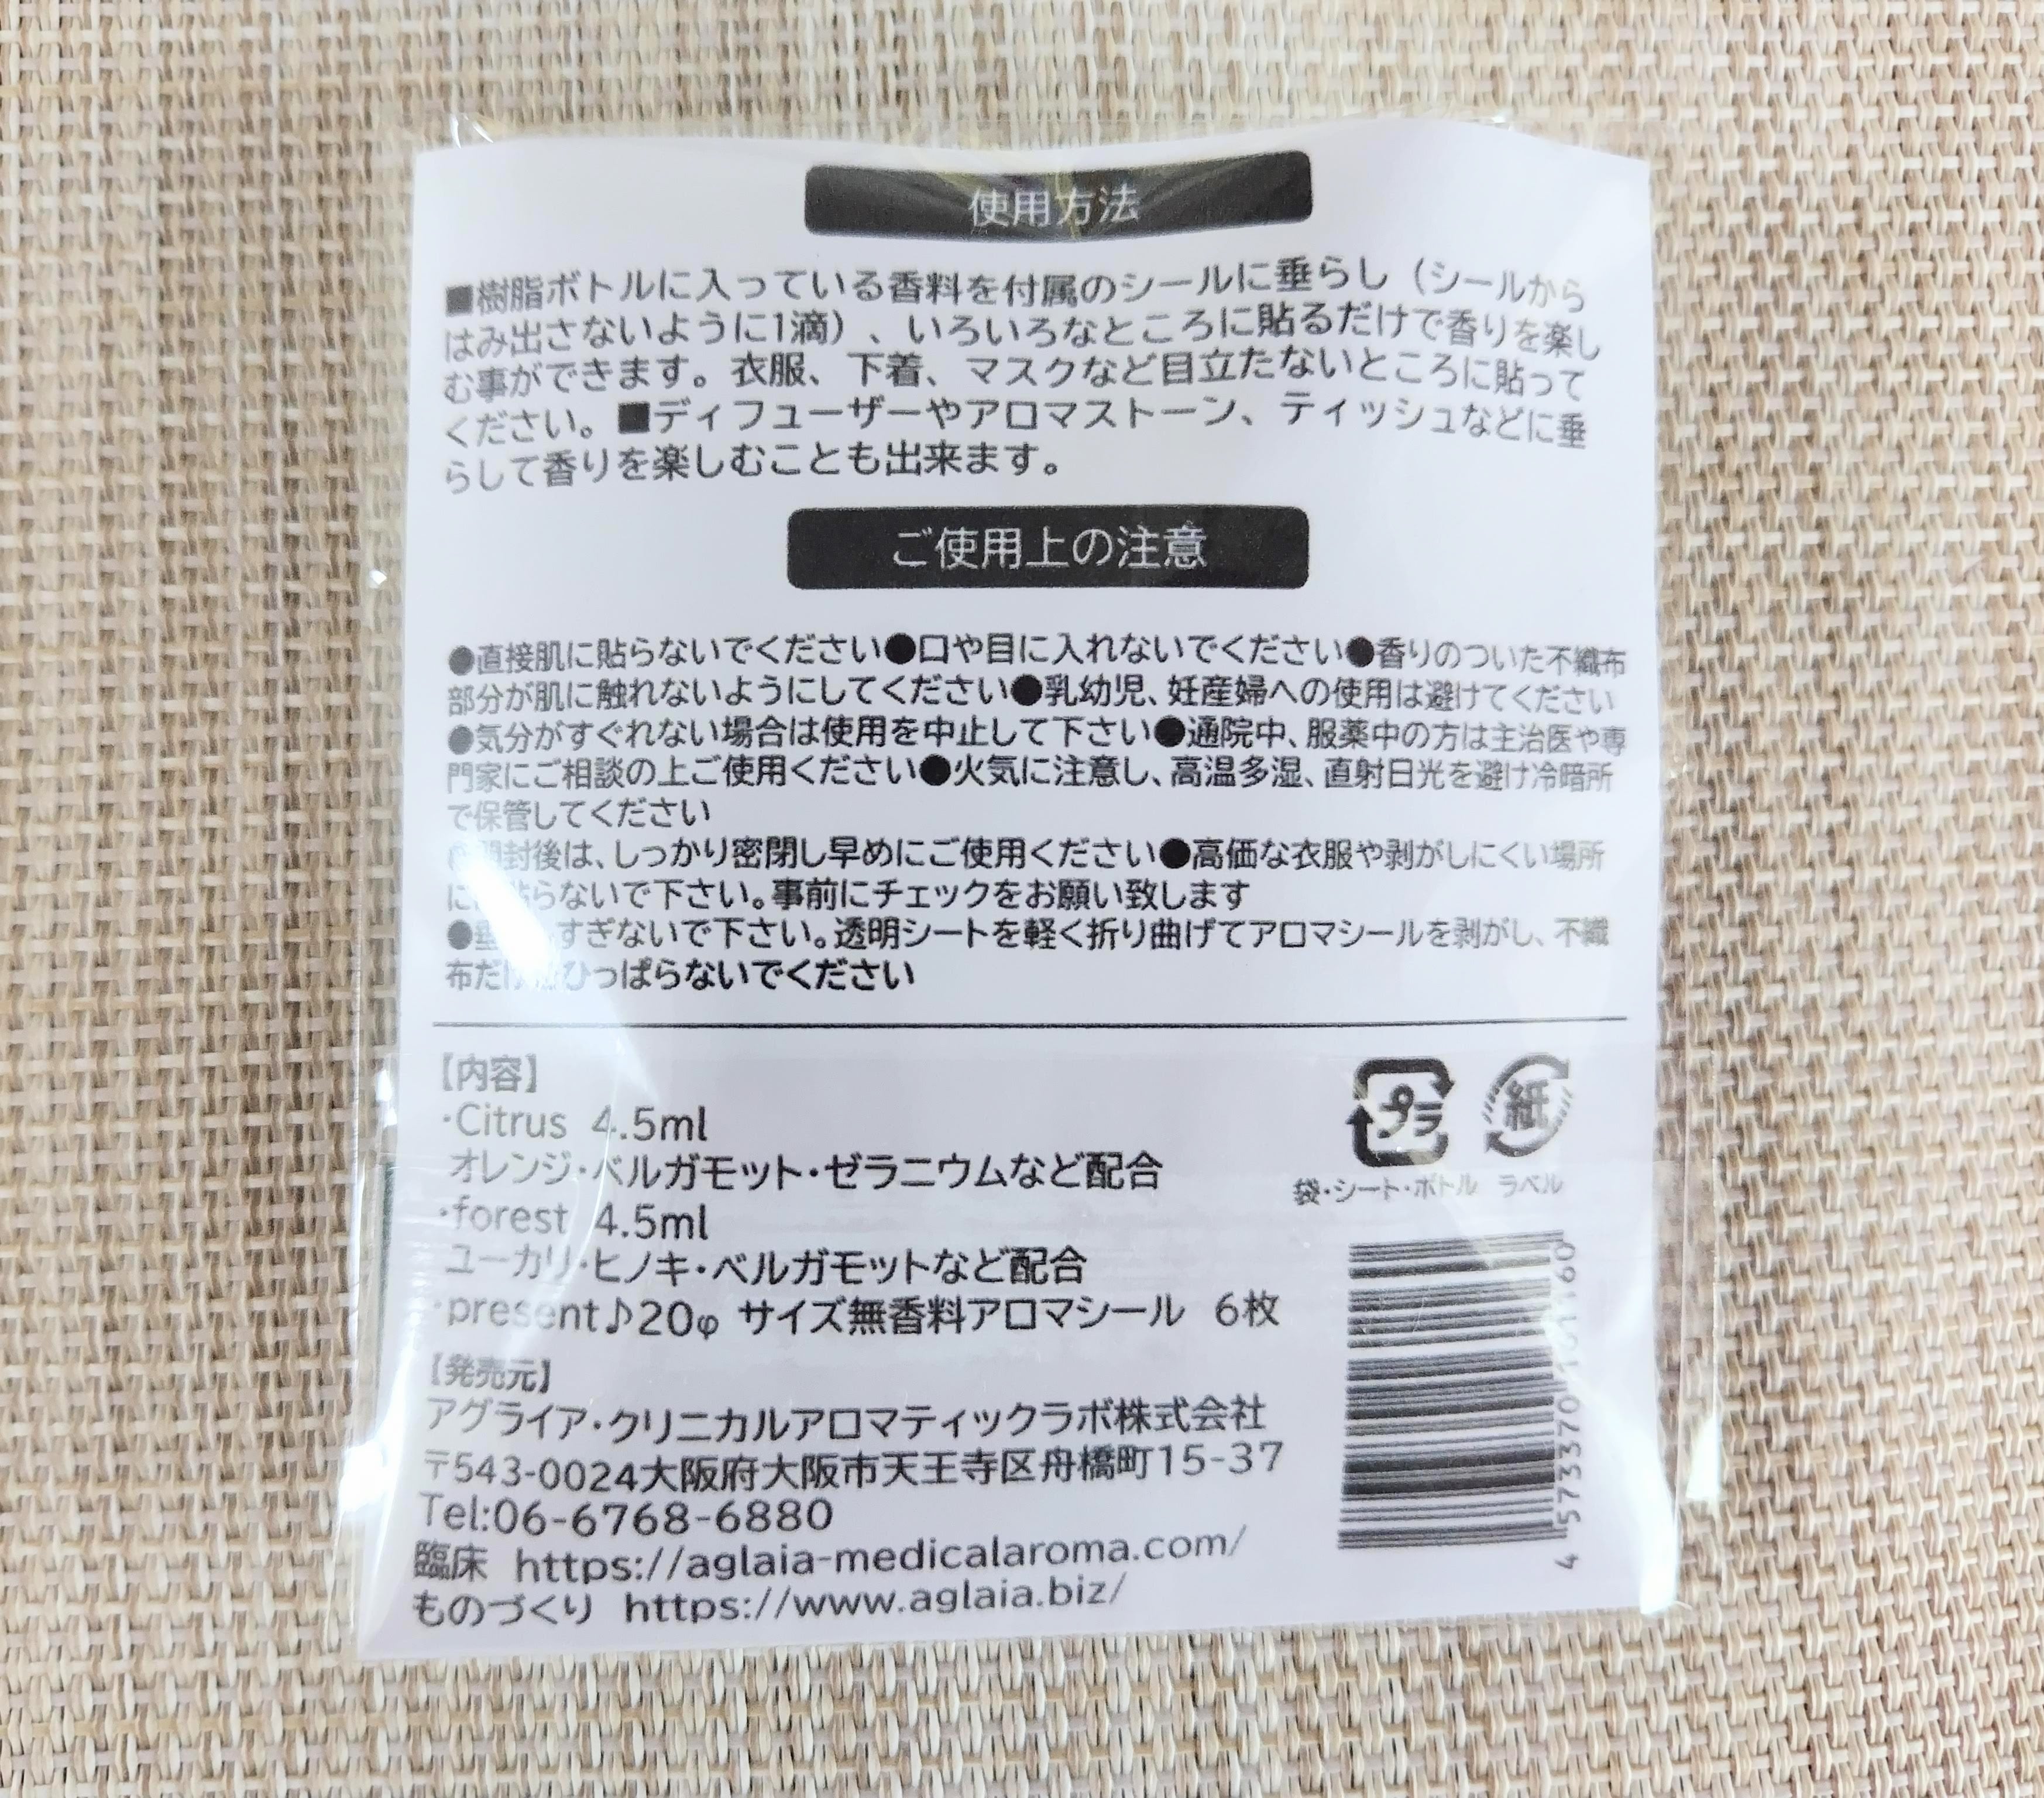 使用方法
■樹脂ボトルに入っている香料を付属のシールに垂らし（シールから
はみ出さないように1滴）、いろいろなところに貼るだけで香りを楽し
む事ができます。衣服、下着、マスクなど目立たないところに貼って
ください。■ディフューザーやアロマストーン、ティッシュなどに垂
らして香りを楽しむことも出来ます。
ご使用上の注意
●直接肌に貼らないでください●口や目に入れないでください●香りのついた不織布
部分が肌に触れないようにしてください●乳幼児、妊産婦への使用は避けてください
●気分がすぐれない場合は使用を中止して下さい●通院中、服薬中の方は主治医や専
門家にご相談の上ご使用ください●火気に注意し、高温多湿、直射日光を避け冷暗所
で保管してください
●開封後は、しっかり密閉し早めにご使用ください●高価な衣服や剥がしにくい場所
に貼らないで下さい。事前にチェックをお願い致します
●垂すぎないで下さい。透明シートを軽く折り曲げてアロマシールを剥がし、不織
布だけひっぱらないでください
【内容】
・Citrus 4.5ml
オレンジ・ベルガモット・ゼラニウムなど配合
・forest 4.5ml
ユーカリ・ヒノキ・ベルガモットなど配合
・present♪20φ サイズ無香料アロマシール 6枚
プラ
紙
袋・シート・ボトル ラベル
【発売元】
アグライア・クリニカルアロマティックラボ株式会社
〒543-0024大阪府大阪市天王寺区舟橋町15-37
Tel:06-6768-6880
臨床 https://aglaia-medicalaroma.com/
ものづくり https://www.aglaia.biz/